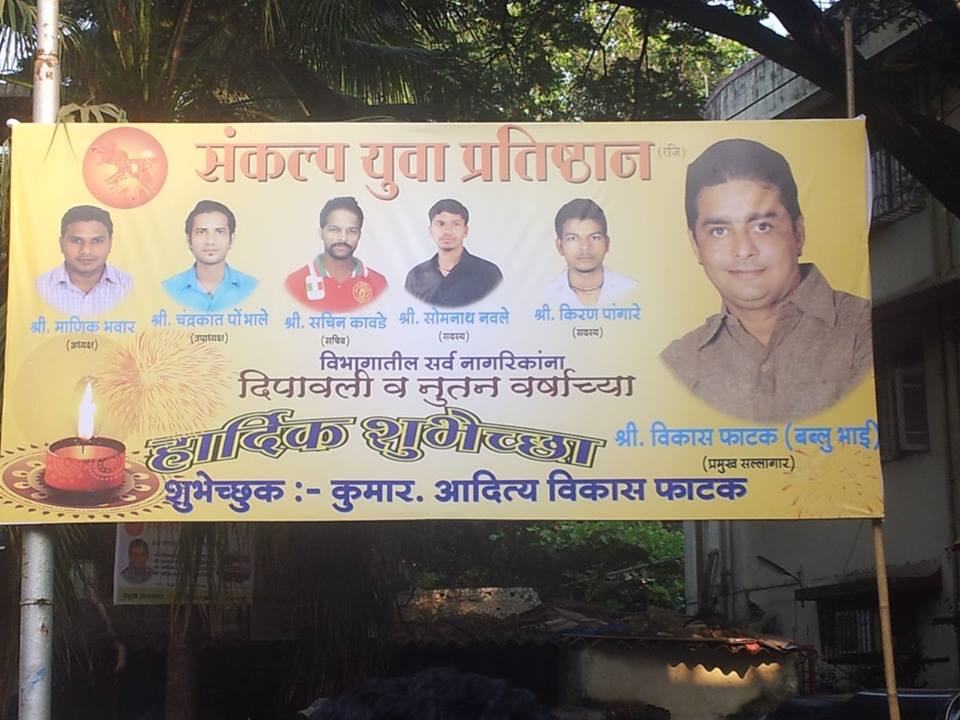 संकल्प युवा प्रतिष्ठान (रजि)
श्री. माणिक भवार
(अध्यक्ष)
श्री. चंद्रकात पोंभाले
(उपाध्यक्ष)
श्री. सचिन कावडे
(सचिव)
श्री. सोमनाथ नवले
(सदस्य)
श्री. किरण पांगारे
(सदस्य)
विभागातील सर्व नागरिकांना
दिपावली व नुतन वर्षाच्या
हार्दिक शुभेच्छा
श्री. विकास फाटक (बब्लु भाई)
(प्रमुख सल्लागार)
शुभेच्छुक :- कुमार. आदित्य विकास फाटक